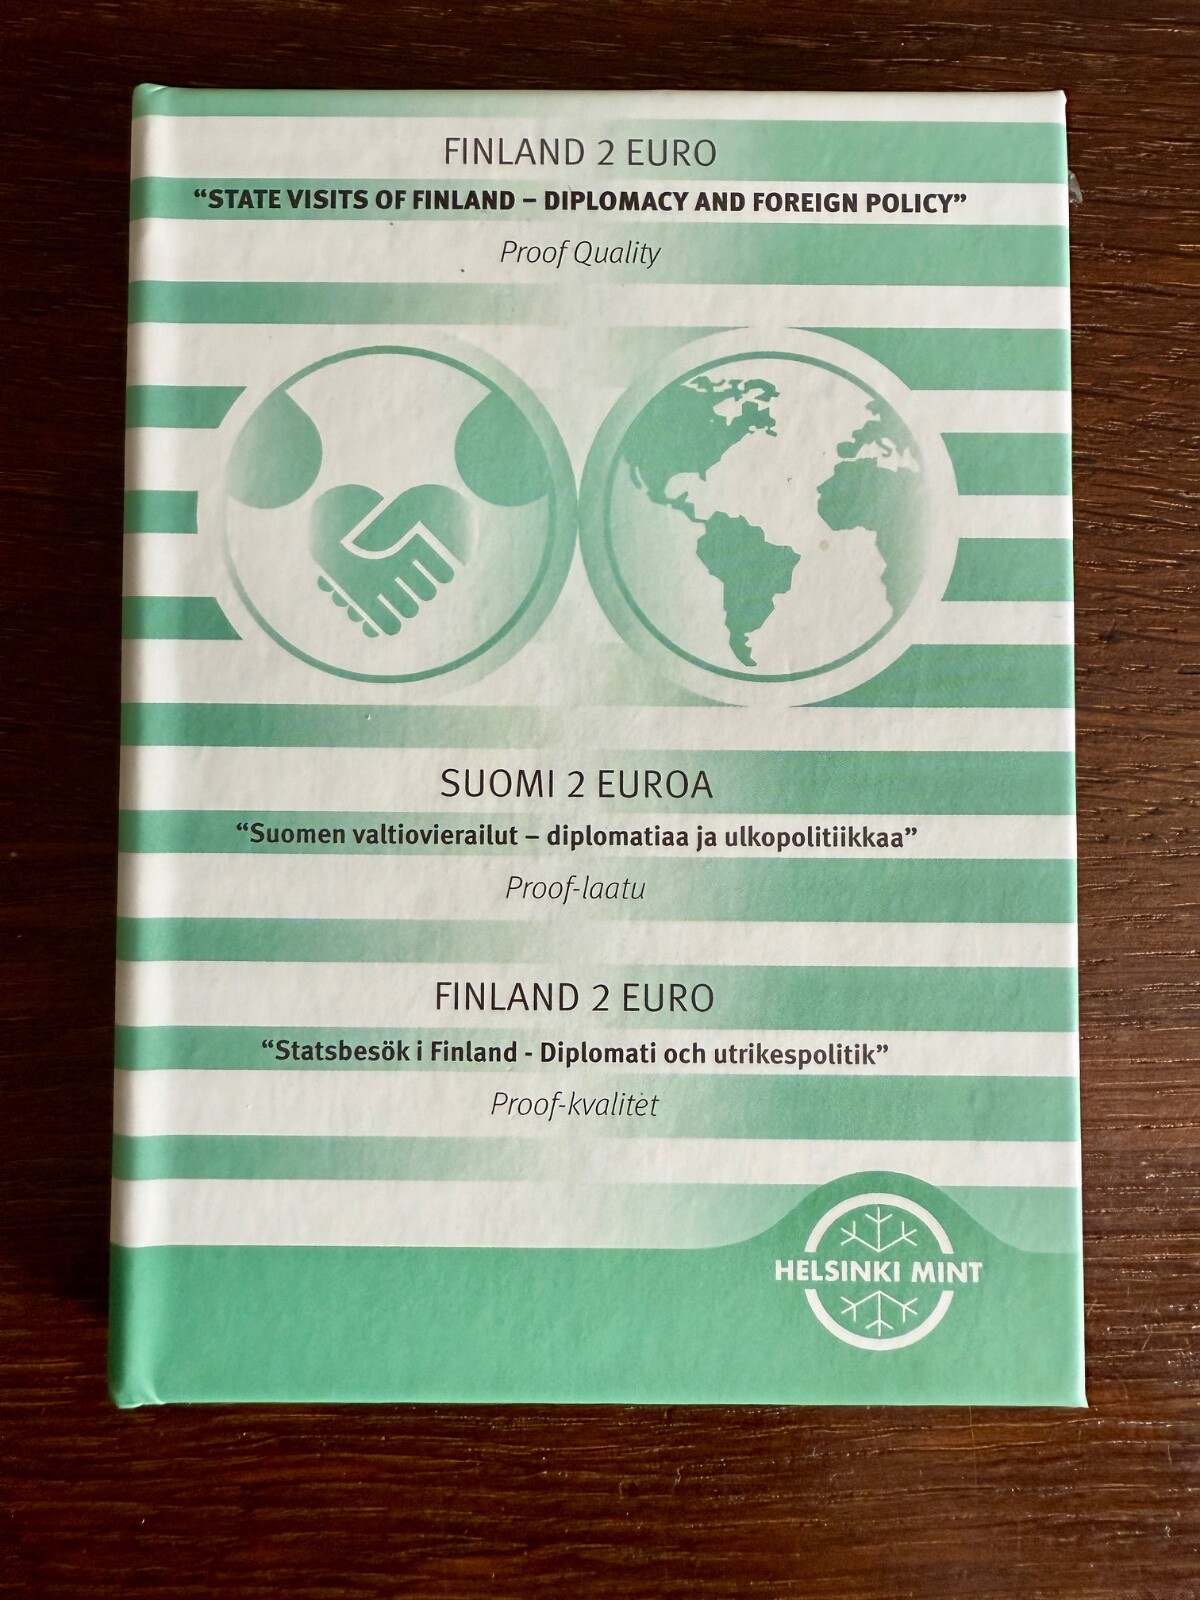 FINLAND 2 EURO
“STATE VISITS OF FINLAND – DIPLOMACY AND FOREIGN POLICY”
Proof Quality
SUOMI 2 EUROA
“Suomen valtiovierailut – diplomatiaa ja ulkopolitiikkaa”
Proof-laatu
FINLAND 2 EURO
“Statsbesök i Finland - Diplomati och utrikespolitik”
Proof-kvalitet
HELSINKI MINT